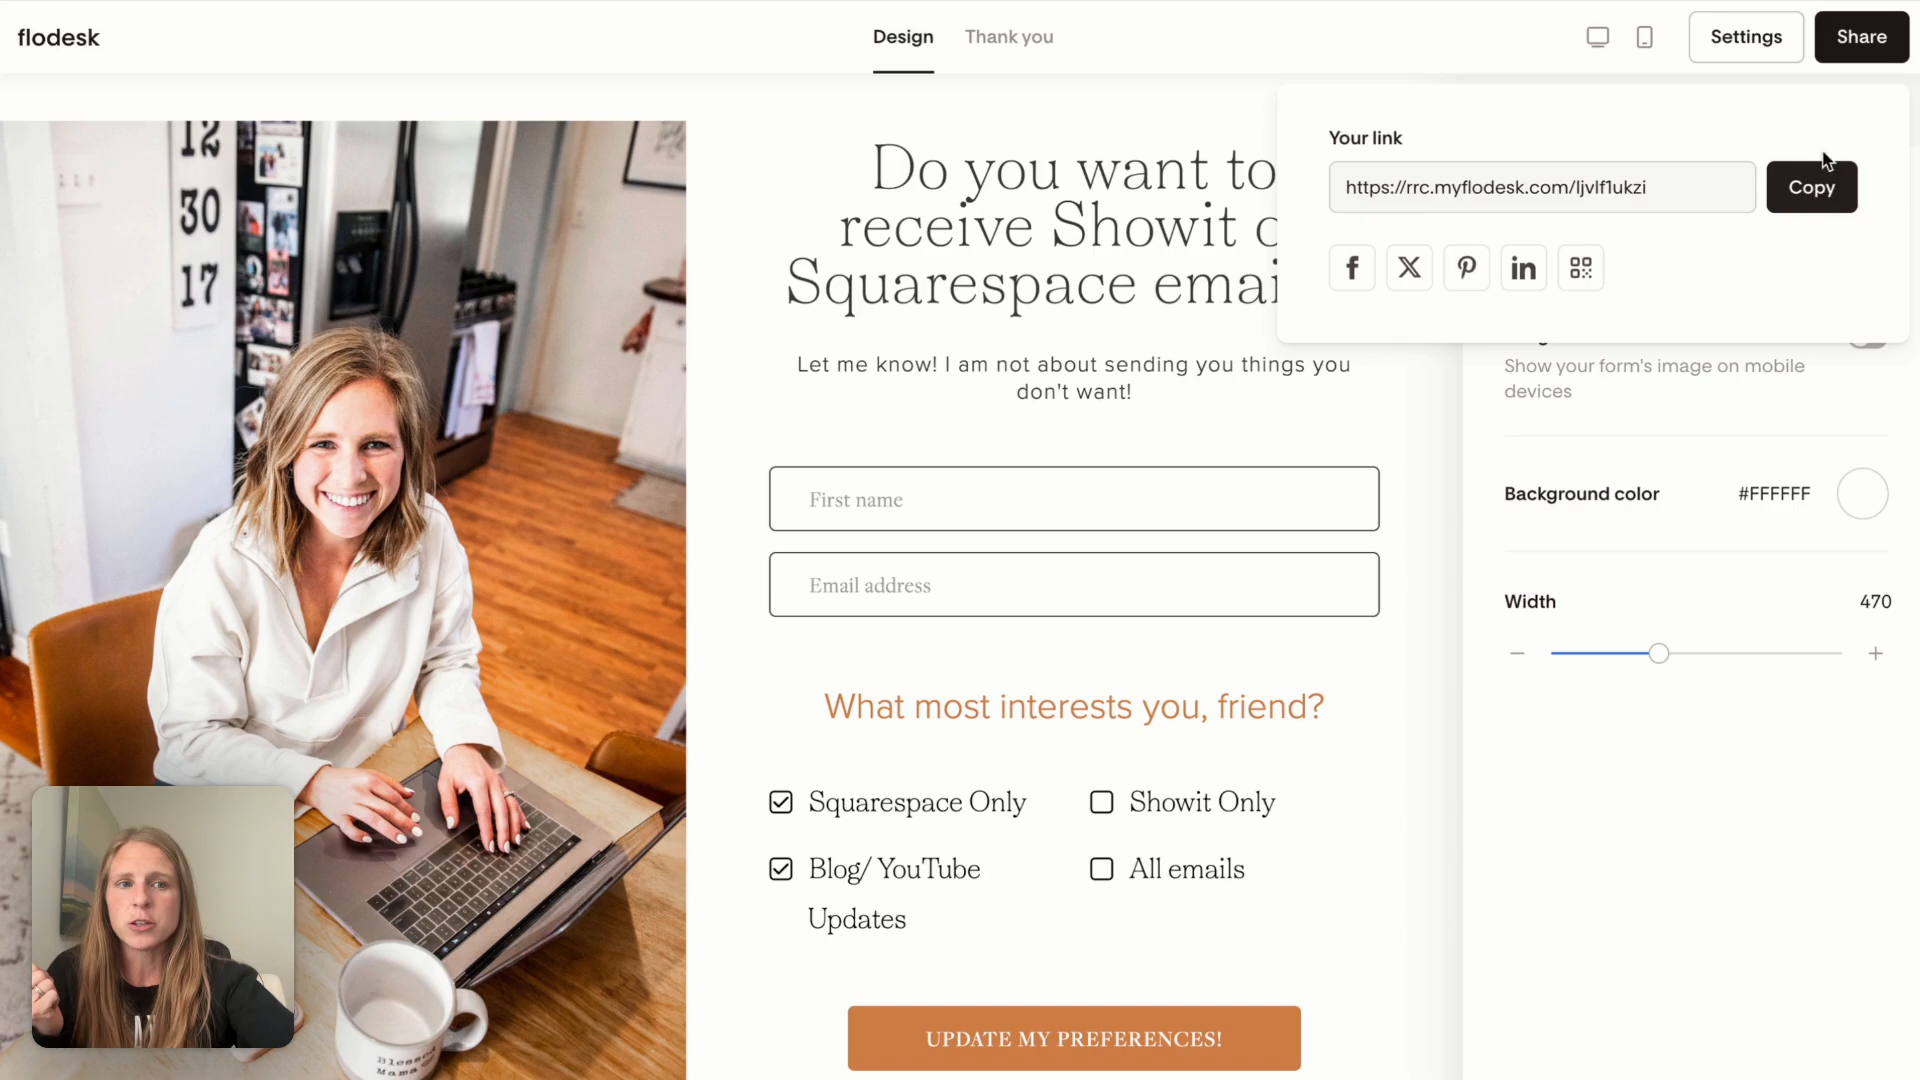 flodesk
Design
Thank you
Settings
Share
Your link
https://rrc.myflodesk.com/ljvlf1ukzi
Copy
12
30
17
Do you want to
receive Showit o
Squarespace emai
Let me know! I am not about sending you things you
don't want!
First name
Email address
What most interests you, friend?
Squarespace Only
Showit Only
Blog/ YouTube
Updates
All emails
UPDATE MY PREFERENCES!
Show your form's image on mobile
devices
Background color
#FFFFFF
Width
470
Blessed
Mama